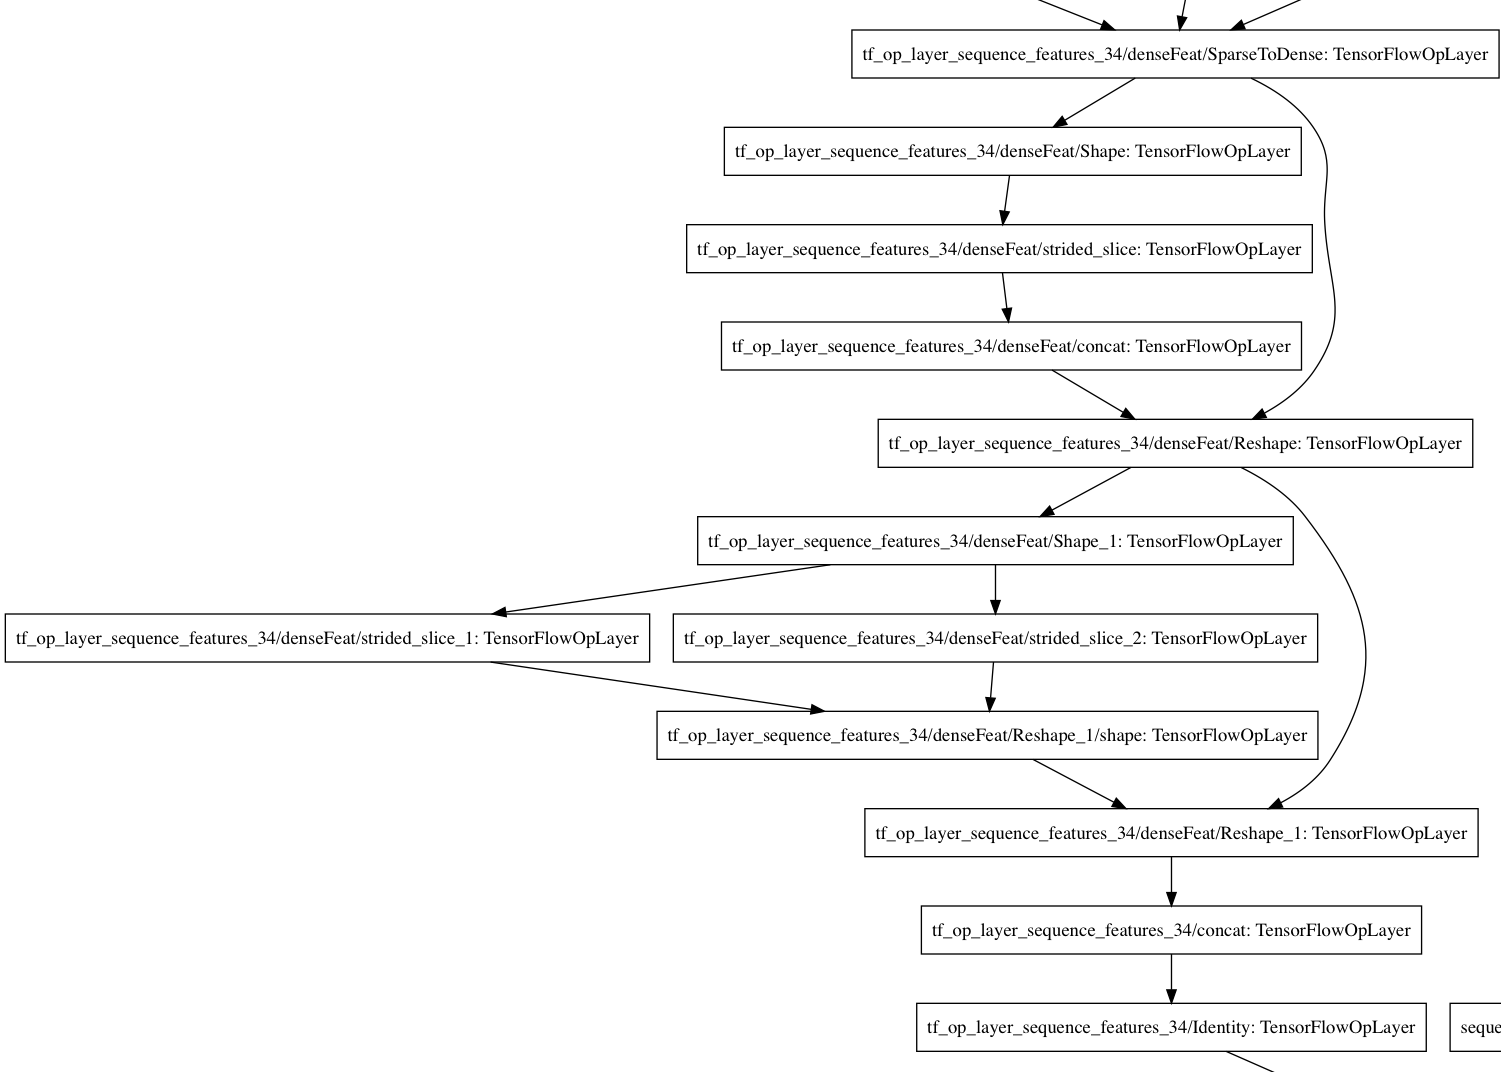 tf_op_layer_sequence_features_34/denseFeat/SparseToDense: TensorFlowOpLayer
tf_op_layer_sequence_features_34/denseFeat/Shape: TensorFlowOpLayer
tf_op_layer_sequence_features_34/denseFeat/strided_slice: TensorFlowOpLayer
tf_op_layer_sequence_features_34/denseFeat/concat: TensorFlowOpLayer
tf_op_layer_sequence_features_34/denseFeat/Reshape: TensorFlowOpLayer
tf_op_layer_sequence_features_34/denseFeat/Shape_1: TensorFlowOpLayer
tf_op_layer_sequence_features_34/denseFeat/strided_slice_1: TensorFlowOpLayer
tf_op_layer_sequence_features_34/denseFeat/strided_slice_2: TensorFlowOpLayer
tf_op_layer_sequence_features_34/denseFeat/Reshape_1/shape: TensorFlowOpLayer
tf_op_layer_sequence_features_34/denseFeat/Reshape_1: TensorFlowOpLayer
tf_op_layer_sequence_features_34/concat: TensorFlowOpLayer
tf_op_layer_sequence_features_34/Identity: TensorFlowOpLayer